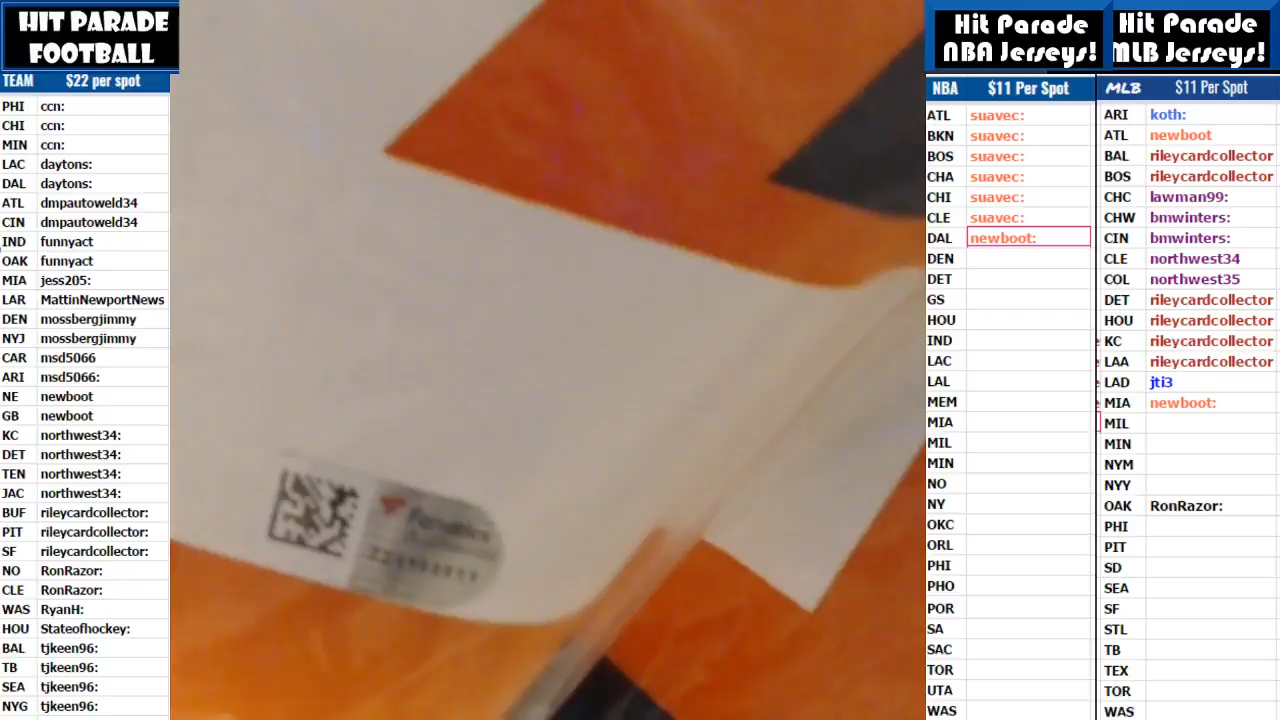 HIT PARADE
FOOTBALL
TEAM $22 per spot
PHI ccn:
CHI ccn:
MIN ccn:
LAC daytons:
DAL daytons:
ATL dmpautoweld34
CIN dmpautoweld34
IND funnyact
OAK funnyact
MIA jess205:
LAR MattinNewportNews
DEN mossbergjimmy
NYJ mossbergjimmy
CAR msd5066
ARI msd5066:
NE newboot
GB newboot
KC northwest34:
DET northwest34:
TEN northwest34:
JAC northwest34:
BUF rileycardcollector:
PIT rileycardcollector:
SF rileycardcollector:
NO RonRazor:
CLE RonRazor:
WAS RyanH:
HOU Stateofhockey:
BAL tjkeen96:
TB tjkeen96:
SEA tjkeen96:
NYG tjkeen96:
Fanatics
Hit Parade
NBA Jerseys!
NBA $11 Per Spot
ATL suavec:
BKN suavec:
BOS suavec:
CHA suavec:
CHI suavec:
CLE suavec:
DAL newboot:
DEN
DET
GS
HOU
IND
LAC
LAL
MEM
MIA
MIL
MIN
NO
NY
OKC
ORL
PHI
PHO
POR
SA
SAC
TOR
UTA
WAS
Hit Parade
MLB Jerseys!
MLB $11 Per Spot
ARI koth:
ATL newboot
BAL rileycardcollector
BOS rileycardcollector
CHC lawman99:
CHW bmwinters:
CIN bmwinters:
CLE northwest34
COL northwest35
DET rileycardcollector
HOU rileycardcollector
KC rileycardcollector
LAA rileycardcollector
LAD jti3
MIA newboot:
MIL
MIN
NYM
NYY
OAK RonRazor:
PHI
PIT
SD
SEA
SF
STL
TB
TEX
TOR
WAS